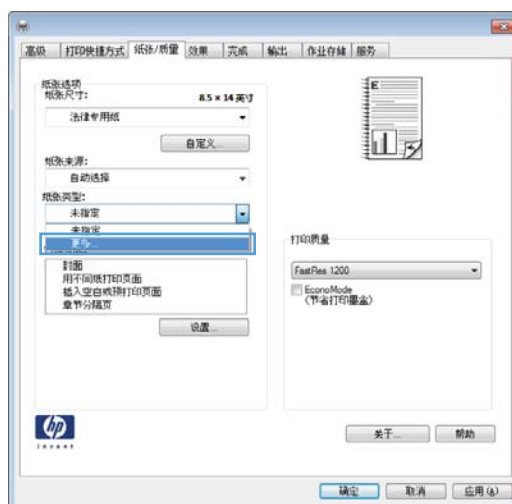 高级 打印快捷方式 纸张/质量 效果 完成 输出 作业存储 服务
纸张选项
纸张尺寸: 8.5 × 14 英寸
法律专用纸
自定义...
纸张来源:
自动选择
纸张类型:
未指定
未指定
更多...
封面
用不同纸打印页面
插入空白或预打印页面
章节分隔页
设置...
E
打印质量
FastRes 1200
EconoMode
(节省打印墨盒)
hp
invent
关于... 帮助
确定 取消 应用(A)